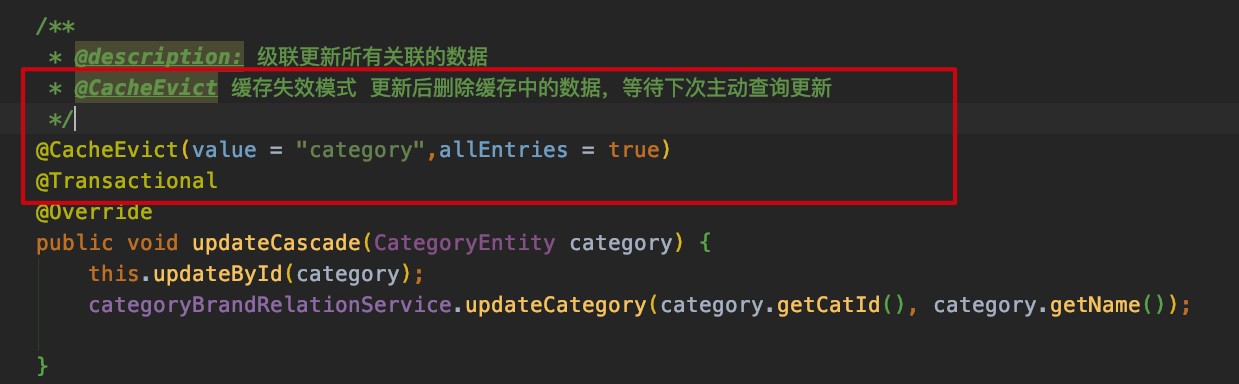 /**
* @description: 级联更新所有关联的数据
* @CacheEvict 缓存失效模式 更新后删除缓存中的数据，等待下次主动查询更新
*/
@CacheEvict(value = "category",allEntries = true)
@Transactional
@Override
public void updateCascade(CategoryEntity category) {
this.updateById(category);
categoryBrandRelationService.updateCategory(category.getCatId(), category.getName());
}